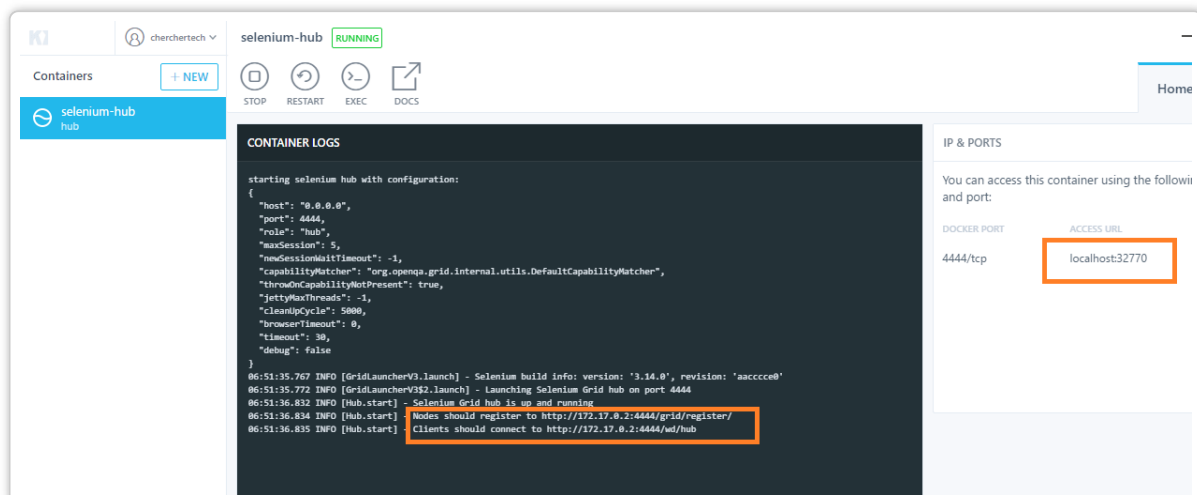 cherchertech
Containers
+ NEW
selenium-hub
hub
selenium-hub RUNNING
STOP RESTART EXEC DOCS
Home
CONTAINER LOGS
starting selenium hub with configuration:
{
"host": "0.0.0.0",
"port": 4444,
"role": "hub",
"maxSession": 5,
"newSessionWaitTimeout": -1,
"capabilityMatcher": "org.openqa.grid.internal.utils.DefaultCapabilityMatcher",
"throwOnCapabilityNotPresent": true,
"jettyMaxThreads": -1,
"cleanUpCycle": 5000,
"browserTimeout": 0,
"timeout": 30,
"debug": false
}
06:51:35.767 INFO [GridLauncherV3.launch] - Selenium build info: version: '3.14.0', revision: 'aacccce0'
06:51:35.772 INFO [GridLauncherV3$2.launch] - Launching Selenium Grid hub on port 4444
06:51:36.832 INFO [Hub.start] - Selenium Grid hub is up and running
06:51:36.834 INFO [Hub.start] - Nodes should register to http://172.17.0.2:4444/grid/register/
06:51:36.835 INFO [Hub.start] - Clients should connect to http://172.17.0.2:4444/wd/hub
IP & PORTS
You can access this container using the followin
and port:
DOCKER PORT ACCESS URL
4444/tcp localhost:32770